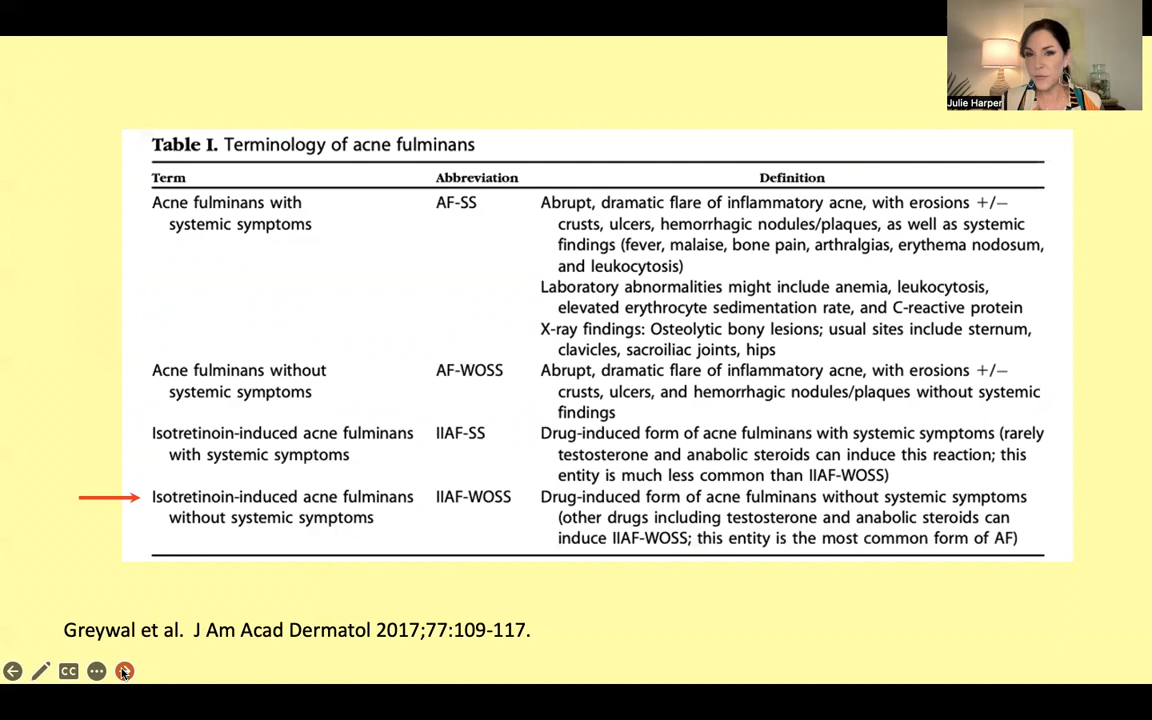 Julie Harper
Table I. Terminology of acne fulminans
Term Abbreviation Definition
Acne fulminans with AF-SS Abrupt, dramatic flare of inflammatory acne, with erosions +/−
systemic symptoms crusts, ulcers, hemorrhagic nodules/plaques, as well as systemic
findings (fever, malaise, bone pain, arthralgias, erythema nodosum,
and leukocytosis)
Laboratory abnormalities might include anemia, leukocytosis,
elevated erythrocyte sedimentation rate, and C-reactive protein
X-ray findings: Osteolytic bony lesions; usual sites include sternum,
clavicles, sacroiliac joints, hips
Acne fulminans without AF-WOSS Abrupt, dramatic flare of inflammatory acne, with erosions +/−
systemic symptoms crusts, ulcers, and hemorrhagic nodules/plaques without systemic
findings
Isotretinoin-induced acne fulminans IIAF-SS Drug-induced form of acne fulminans with systemic symptoms (rarely
with systemic symptoms testosterone and anabolic steroids can induce this reaction; this
entity is much less common than IIAF-WOSS)
Isotretinoin-induced acne fulminans IIAF-WOSS Drug-induced form of acne fulminans without systemic symptoms
without systemic symptoms (other drugs including testosterone and anabolic steroids can
induce IIAF-WOSS; this entity is the most common form of AF)
Greywal et al. J Am Acad Dermatol 2017;77:109-117.
CC